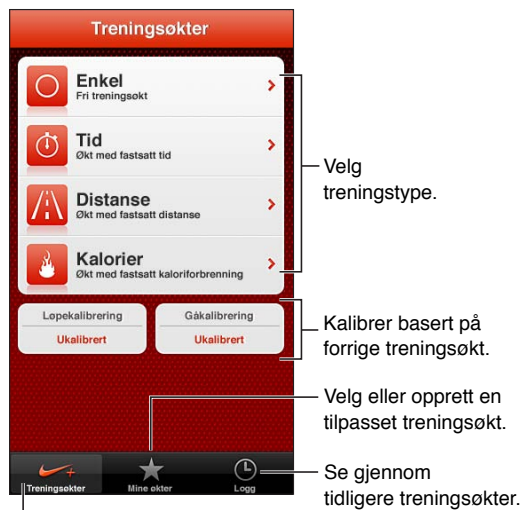 Treningsøkter
Enkel
Fri treningsøkt
Tid
Økt med fastsatt tid
Distanse
Økt med fastsatt distanse
Kalorier
Økt med fastsatt kaloriforbrenning
Velg
treningstype.
Løpekalibrering
Ukalibrert
Gåkalibrering
Ukalibrert
Kalibrer basert på
forrige treningsøkt.
Velg eller opprett en
tilpasset treningsøkt.
Treningsøkter
Mine økter
Logg
Se gjennom
tidligere treningsøkter.